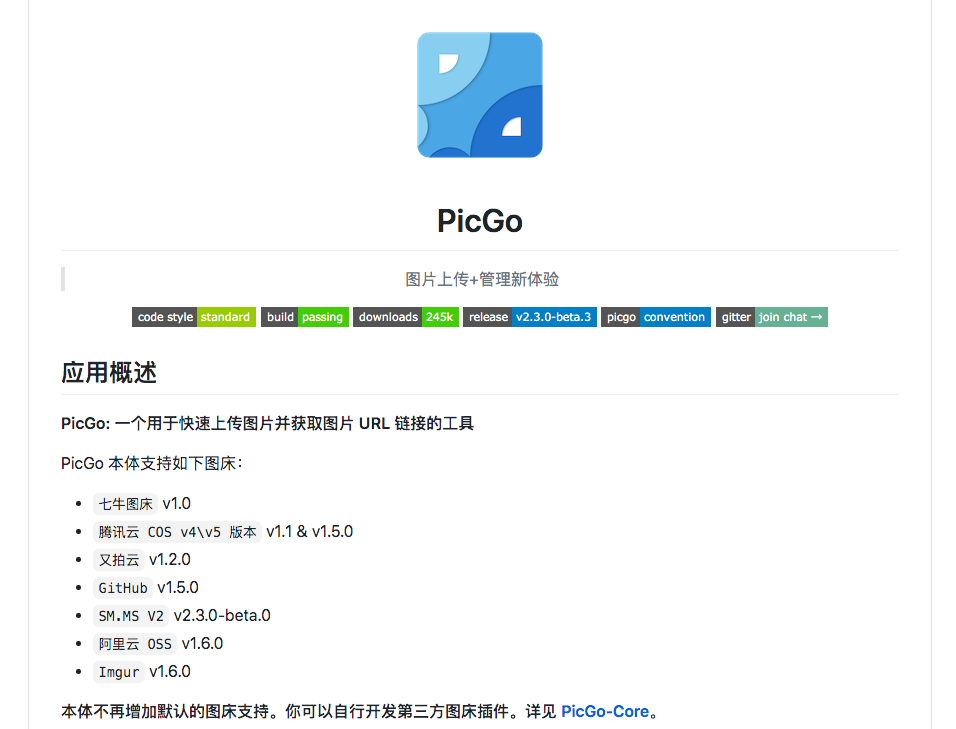 PicGo
图片上传+管理新体验
code style standard build passing downloads 245k release v2.3.0-beta.3 picgo convention gitter join chat →
应用概述
PicGo: 一个用于快速上传图片并获取图片 URL 链接的工具
PicGo 本体支持如下图床：
七牛图床 v1.0
腾讯云 COS v4\v5 版本 v1.1 & v1.5.0
又拍云 v1.2.0
GitHub v1.5.0
SM.MS V2 v2.3.0-beta.0
阿里云 OSS v1.6.0
Imgur v1.6.0
本体不再增加默认的图床支持。你可以自行开发第三方图床插件。详见 PicGo-Core。